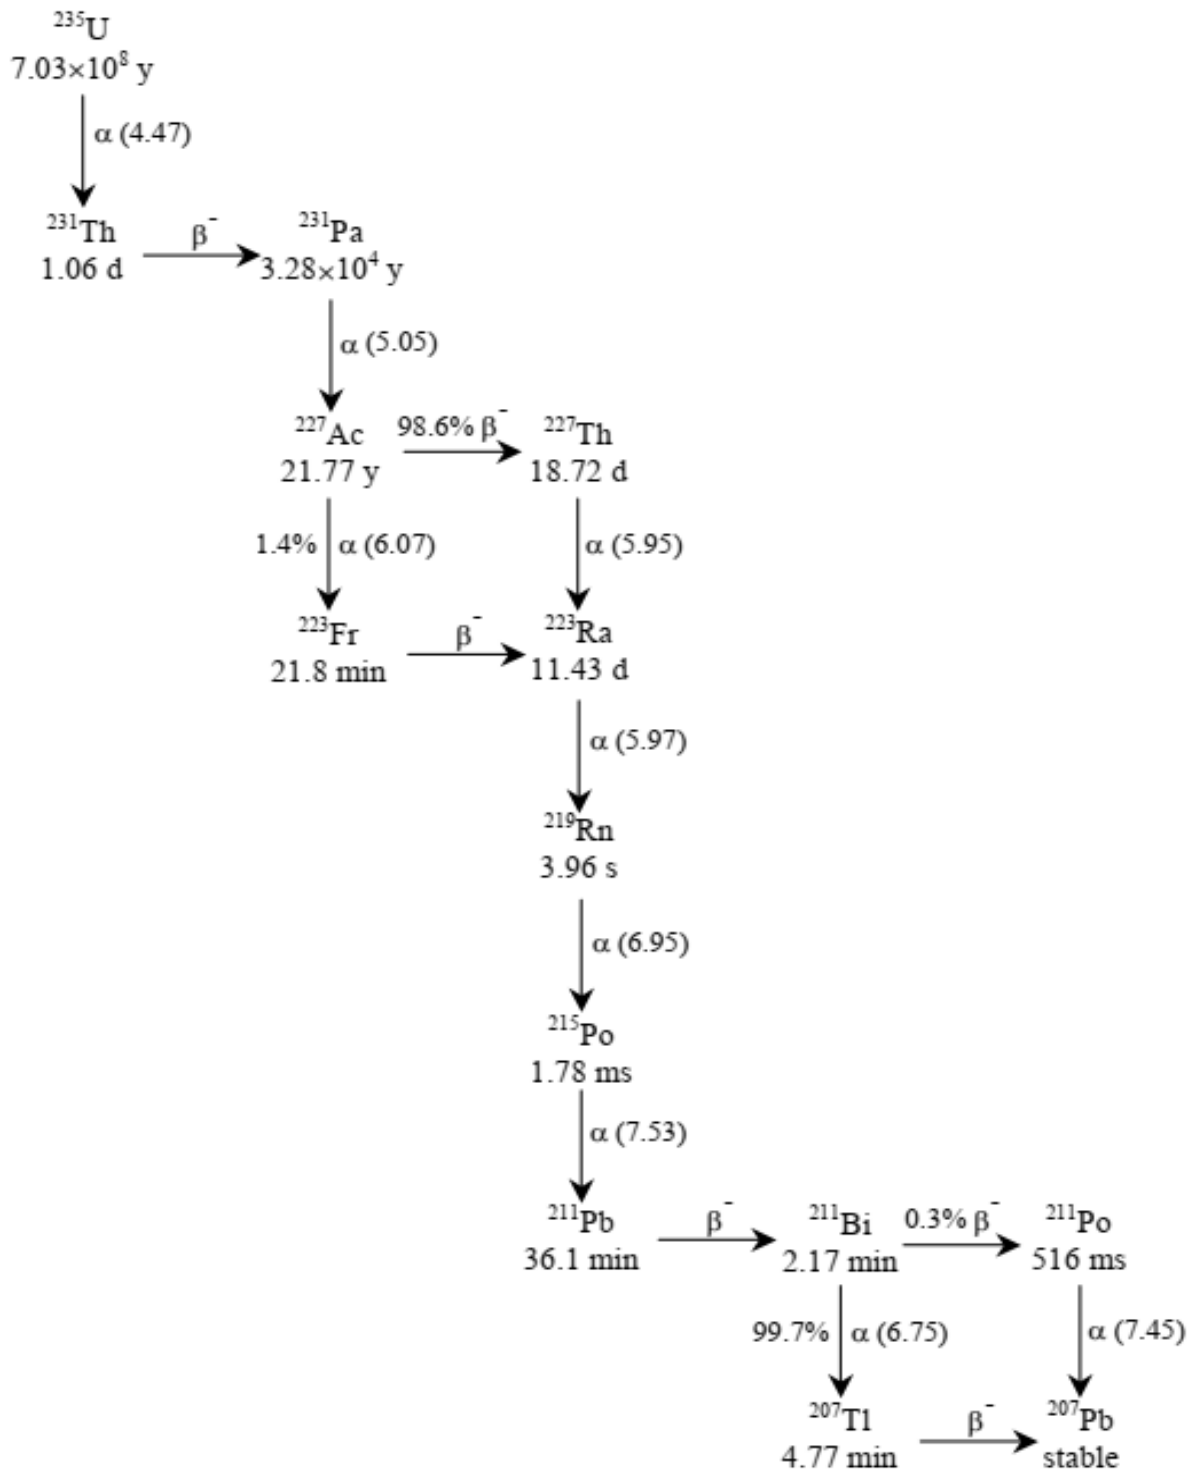 ²³⁵U
7.03×10⁸ y
α (4.47)
²³¹Th
β⁻
²³¹Pa
1.06 d
3.28×10⁴ y
α (5.05)
²²⁷Ac
98.6% β⁻
²²⁷Th
21.77 y
18.72 d
1.4%
α (6.07)
α (5.95)
²²³Fr
β⁻
²²³Ra
21.8 min
11.43 d
α (5.97)
²¹⁹Rn
3.96 s
α (6.95)
²¹⁵Po
1.78 ms
α (7.53)
²¹¹Pb
β⁻
²¹¹Bi
0.3% β⁻
²¹¹Po
36.1 min
2.17 min
516 ms
99.7%
α (6.75)
α (7.45)
²⁰⁷Tl
β⁻
²⁰⁷Pb
4.77 min
stable